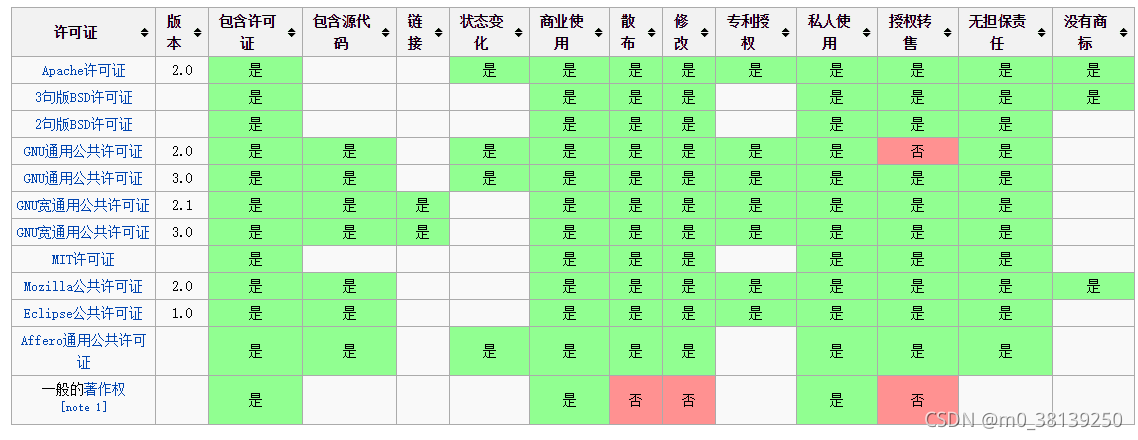 许可证 版本 包含许可证 包含源代码 链接 状态变化 商业使用 散布 修改 专利授权 私人使用 授权转售 无担保责任 没有商标
Apache许可证 2.0 是 是 是 是 是 是 是 是 是 是
3句版BSD许可证 是 是 是 是 是 是 是 是
2句版BSD许可证 是 是 是 是 是 是 是
GNU通用公共许可证 2.0 是 是 是 是 是 是 是 是 否 是
GNU通用公共许可证 3.0 是 是 是 是 是 是 是 是 是 是
GNU宽通用公共许可证 2.1 是 是 是 是 是 是 是 是 是 是
GNU宽通用公共许可证 3.0 是 是 是 是 是 是 是 是 是 是
MIT许可证 是 是 是 是 是 是 是
Mozilla公共许可证 2.0 是 是 是 是 是 是 是 是 是 是
Eclipse公共许可证 1.0 是 是 是 是 是 是 是 是 是
Affero通用公共许可证 是 是 是 是 是 是 是 是 是
一般的著作权
[note 1] 是 是 否 否 是 否
CSDN @m0_38139250